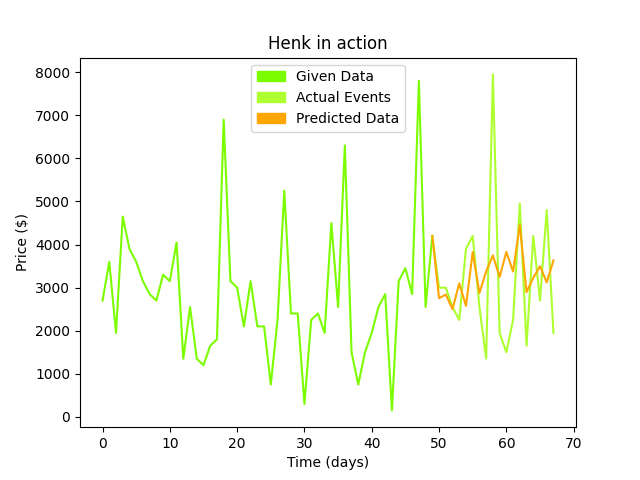 Henk in action
Given Data
Actual Events
Predicted Data
Price ($)
8000
7000
6000
5000
4000
3000
2000
1000
0
0 10 20 30 40 50 60 70
Time (days)